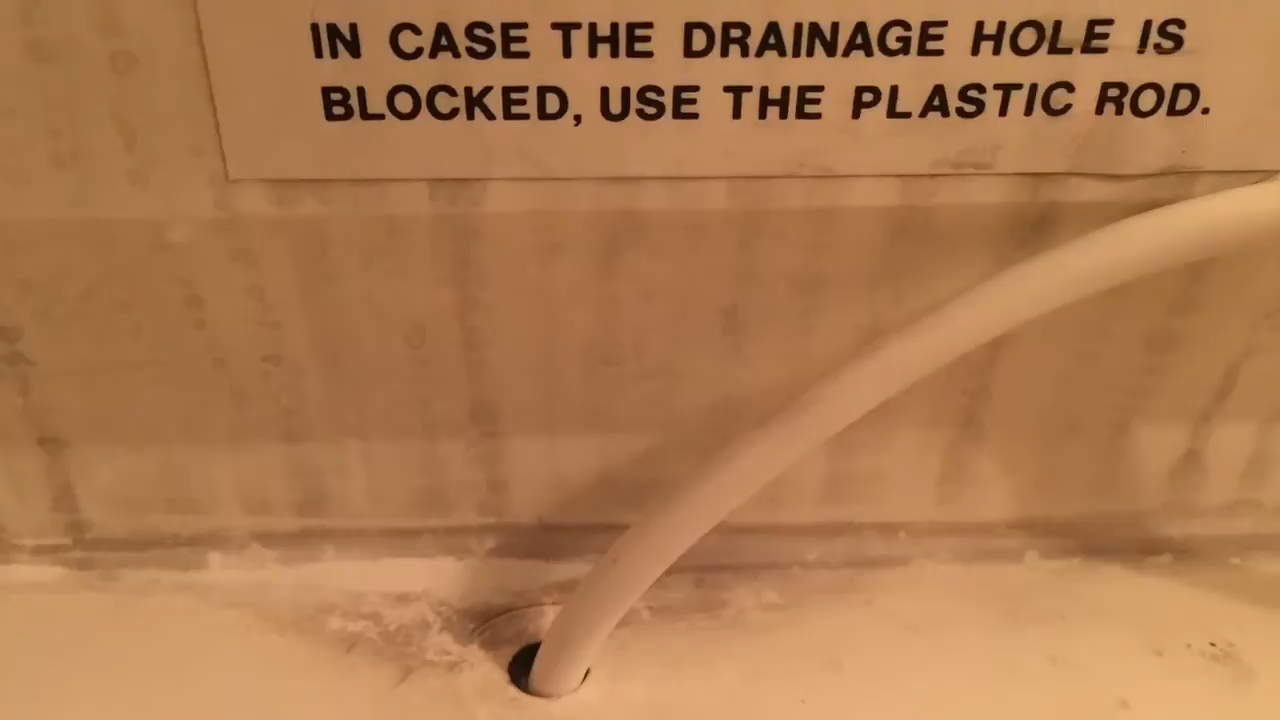 IN CASE THE DRAINAGE HOLE IS
BLOCKED, USE THE PLASTIC ROD.